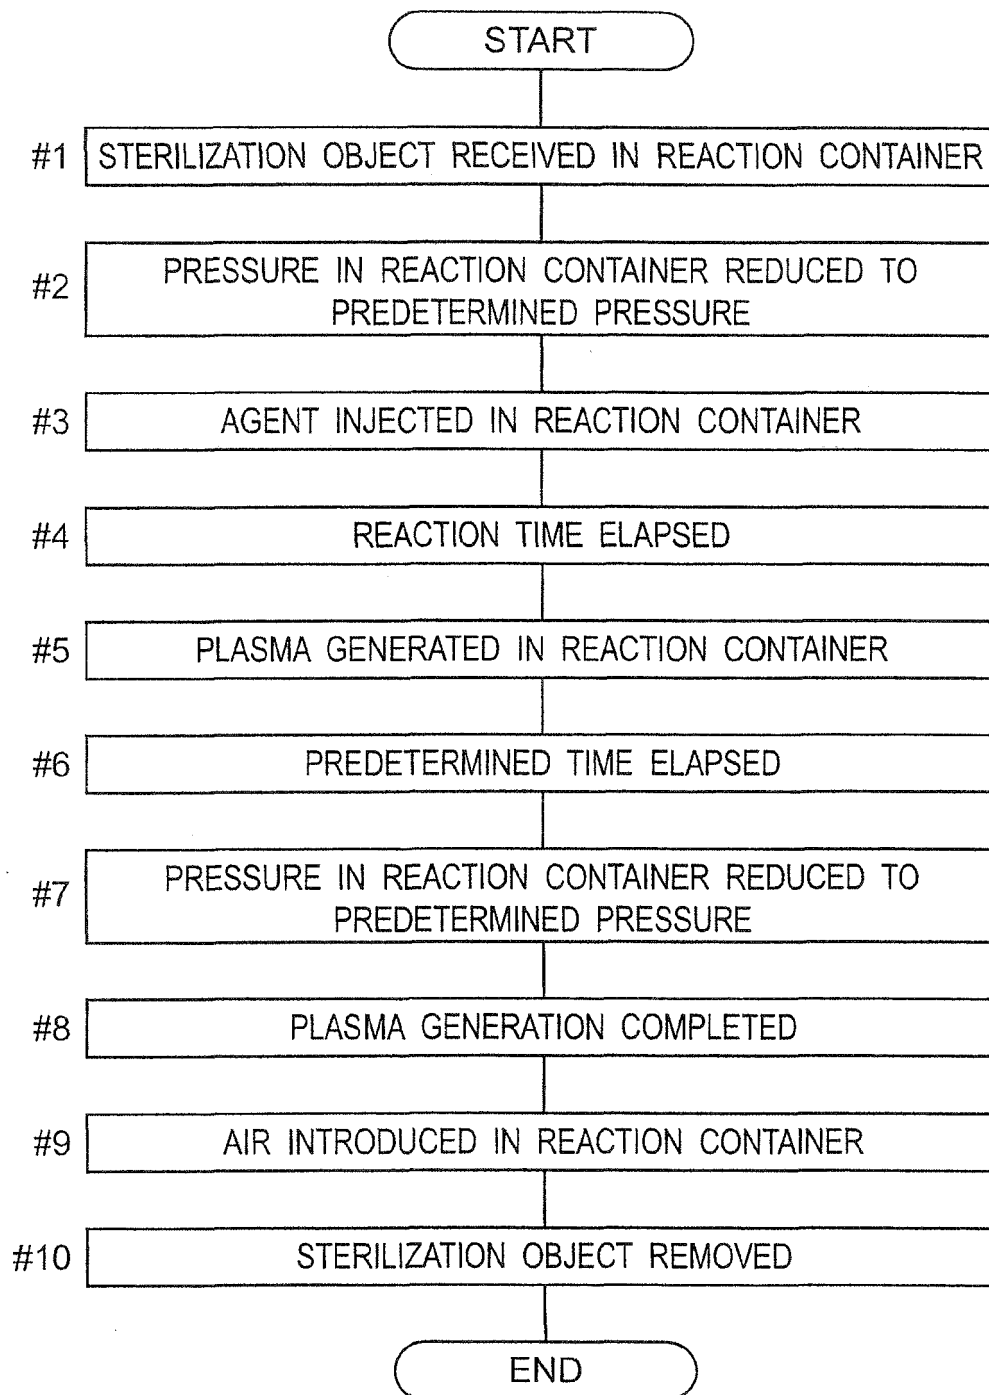 START
#1 STERILIZATION OBJECT RECEIVED IN REACTION CONTAINER
#2 PRESSURE IN REACTION CONTAINER REDUCED TO
PREDETERMINED PRESSURE
#3 AGENT INJECTED IN REACTION CONTAINER
#4 REACTION TIME ELAPSED
#5 PLASMA GENERATED IN REACTION CONTAINER
#6 PREDETERMINED TIME ELAPSED
#7 PRESSURE IN REACTION CONTAINER REDUCED TO
PREDETERMINED PRESSURE
#8 PLASMA GENERATION COMPLETED
#9 AIR INTRODUCED IN REACTION CONTAINER
#10 STERILIZATION OBJECT REMOVED
END